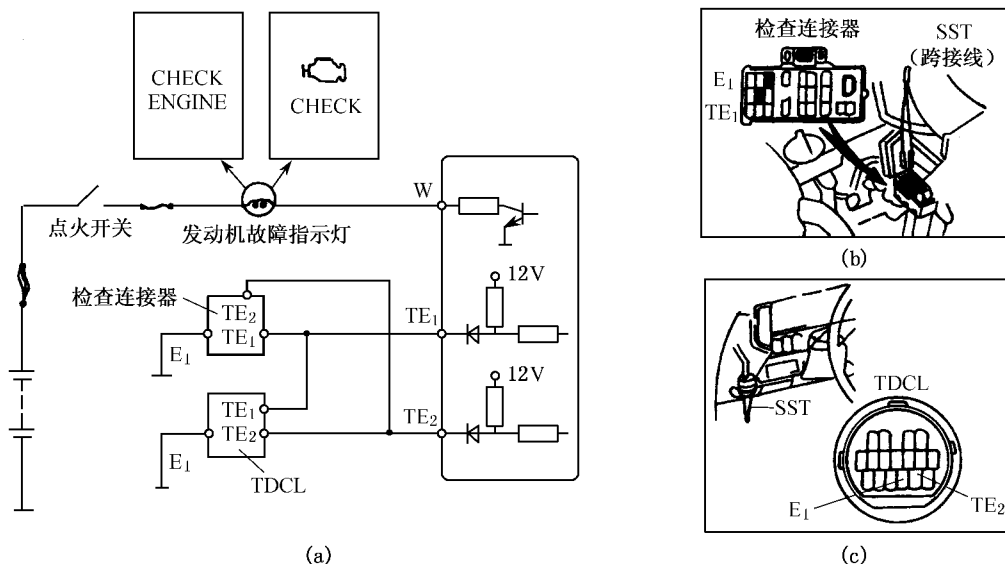 CHECK
ENGINE
CHECK
点火开关
发动机故障指示灯
W
12V
检查连接器
TE2
TE1
E1
TE1
12V
TE1
TE2
E1
TDCL
TE2
(a)
检查连接器
SST
(跨接线)
E1
TE1
(b)
SST
TDCL
E1
TE2
(c)